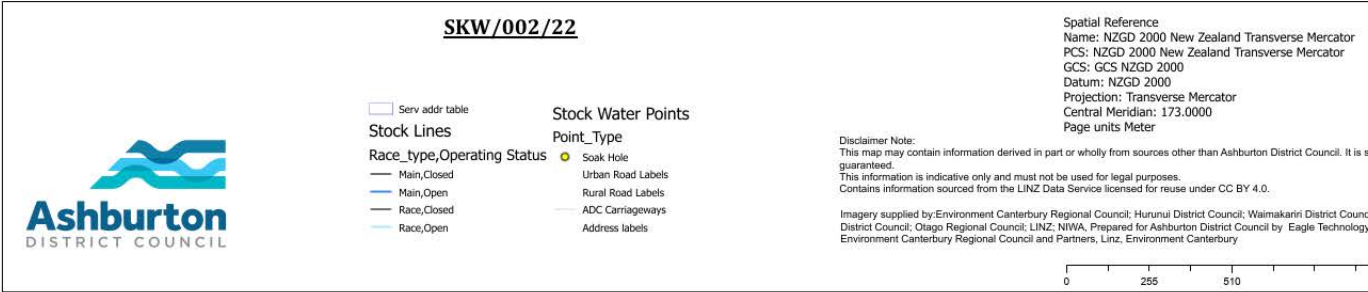 SKW/002/22
Ashburton
DISTRICT COUNCIL
Serv addr table
Stock Lines
Race_type,Operating Status
Main,Closed
Main,Open
Race,Closed
Race,Open
Stock Water Points
Point_Type
Soak Hole
Urban Road Labels
Rural Road Labels
ADC Carriageways
Address labels
Spatial Reference
Name: NZGD 2000 New Zealand Transverse Mercator
PCS: NZGD 2000 New Zealand Transverse Mercator
GCS: GCS NZGD 2000
Datum: NZGD 2000
Projection: Transverse Mercator
Central Meridian: 173.0000
Page units Meter
Disclaimer Note:
This map may contain information derived in part or wholly from sources other than Ashburton District Council. It is
guaranteed.
This information is indicative only and must not be used for legal purposes.
Contains information sourced from the LINZ Data Service licensed for reuse under CC BY 4.0.
Imagery supplied by:Environment Canterbury Regional Council; Hurunui District Council; Waimakariri District
District Council; Otago Regional Council; LINZ; NIWA, Prepared for Ashburton District Council by Eagle Technology
Environment Canterbury Regional Council and Partners, Linz, Environment Canterbury
0 255 510